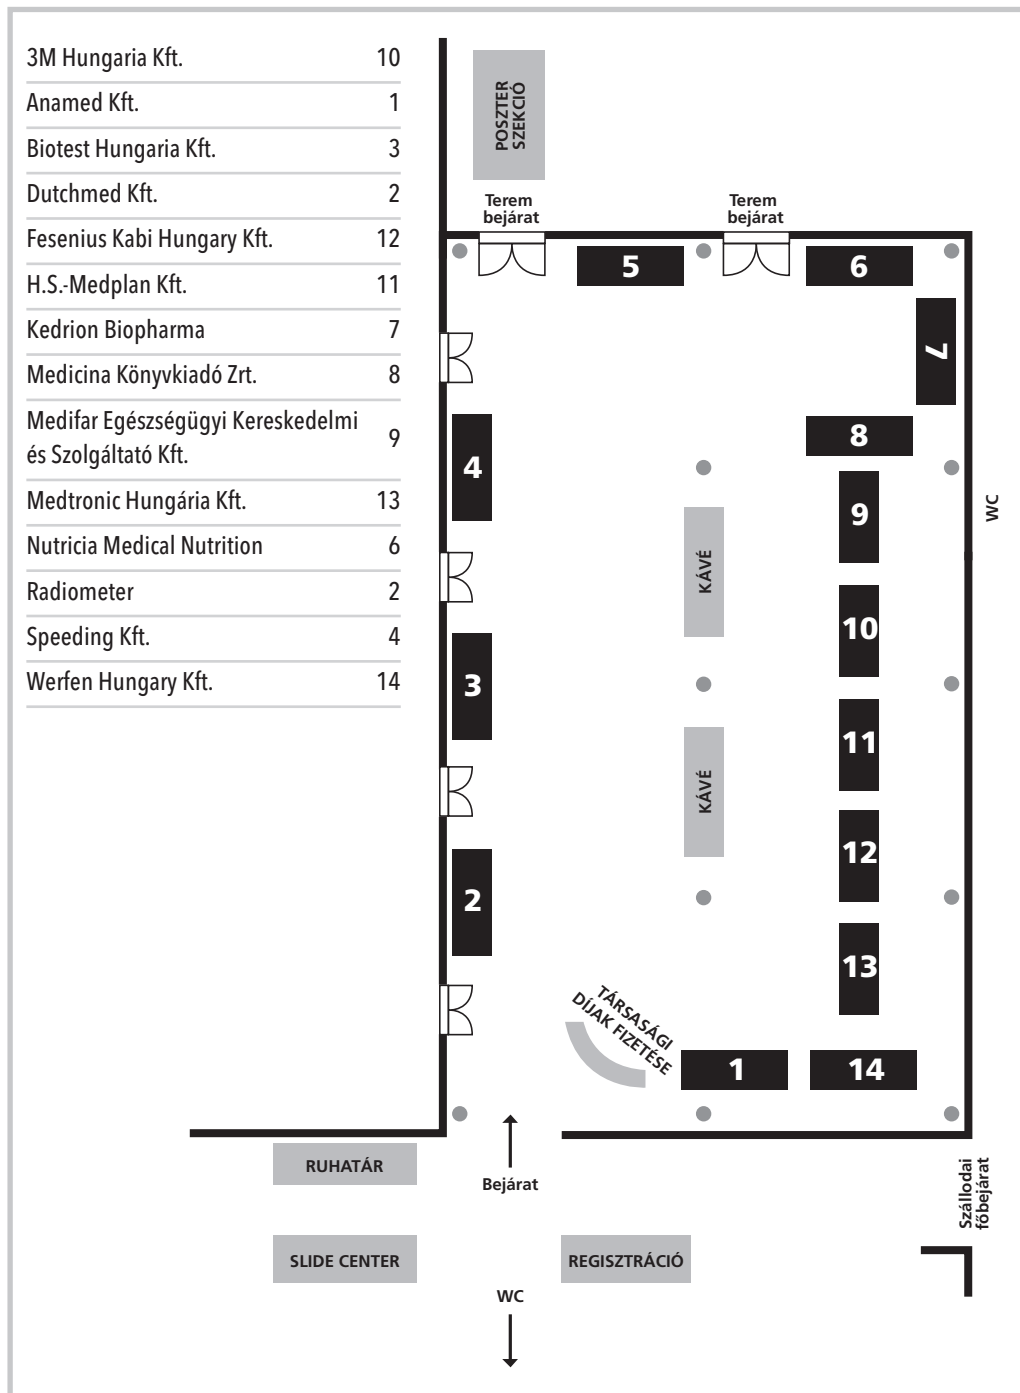 3M Hungaria Kft. 10
Anamed Kft. 1
Biotest Hungaria Kft. 3
Dutchmed Kft. 2
Fesenius Kabi Hungary Kft. 12
H.S.-Medplan Kft. 11
Kedrion Biopharma 7
Medicina Könyvkiadó Zrt. 8
Medifar Egészségügyi Kereskedelmi
és Szolgáltató Kft. 9
Medtronic Hungária Kft. 13
Nutricia Medical Nutrition 6
Radiometer 2
Speeding Kft. 4
Werfen Hungary Kft. 14
POSZTER
SZEKCIÓ
Terem
bejárat
Terem
bejárat
5
6
7
8
4
9
WC
KÁVÉ
10
3
11
KÁVÉ
12
2
13
TÁRSASÁGI
DÍJAK FIZETÉSE
1
14
RUHATÁR
Bejárat
Szállodai
főbejárat
SLIDE CENTER
REGISZTRÁCIÓ
WC